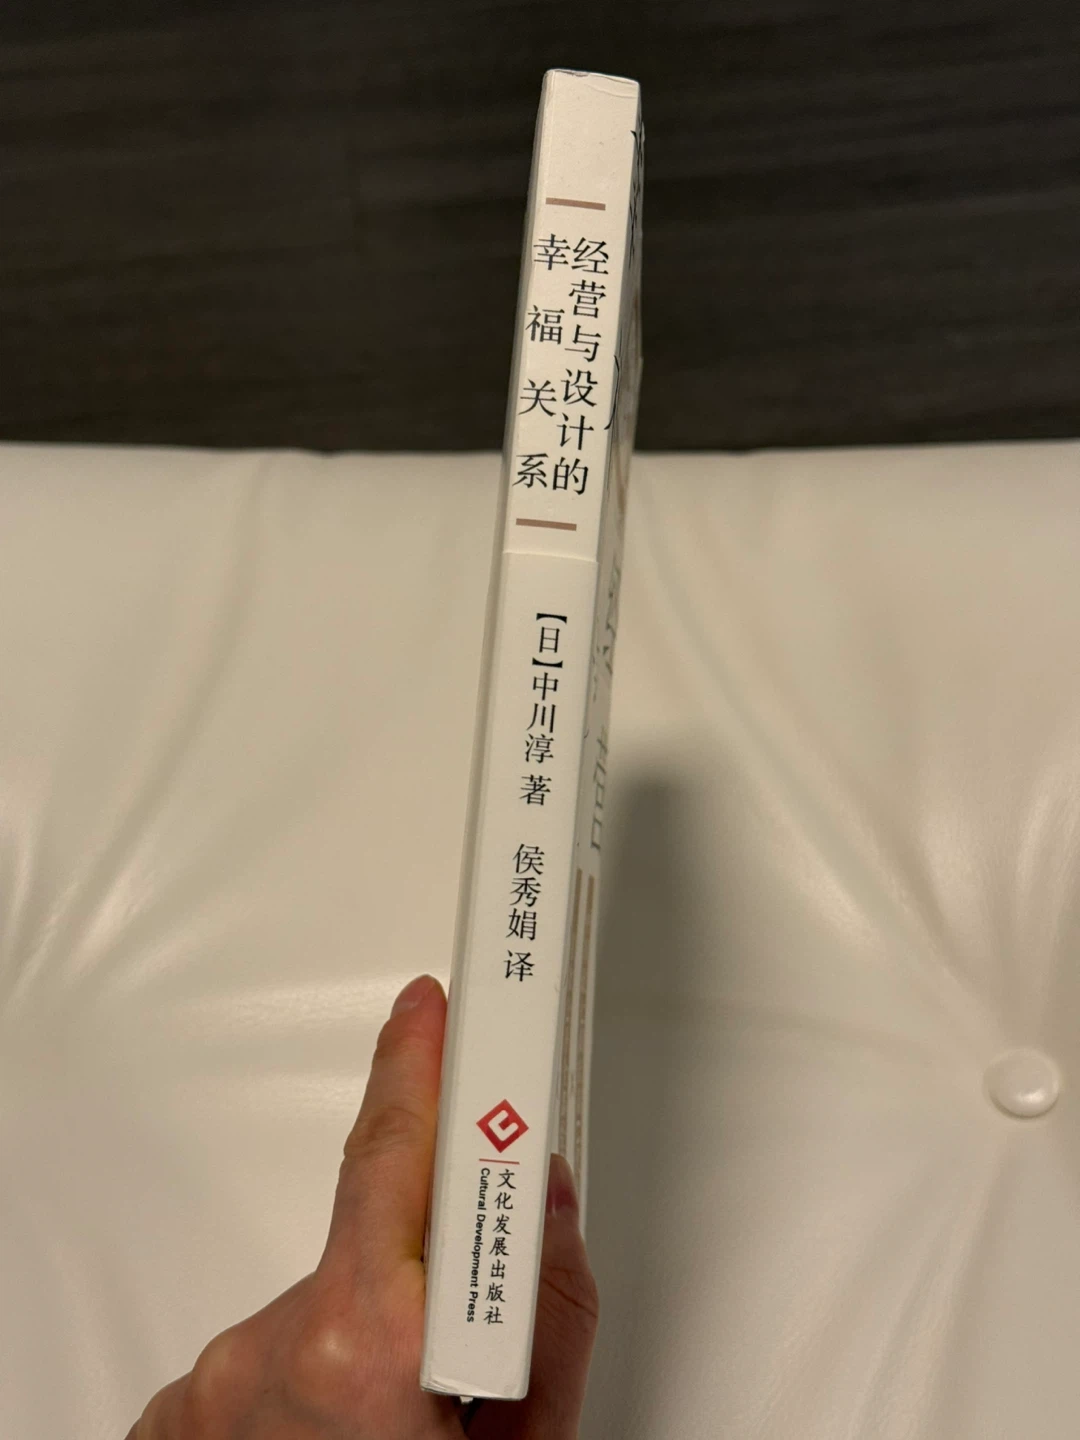 经营与设计的
幸福关系
【日】中川淳 著
侯秀娟 译
文化发展出版社
Cultural Development Press